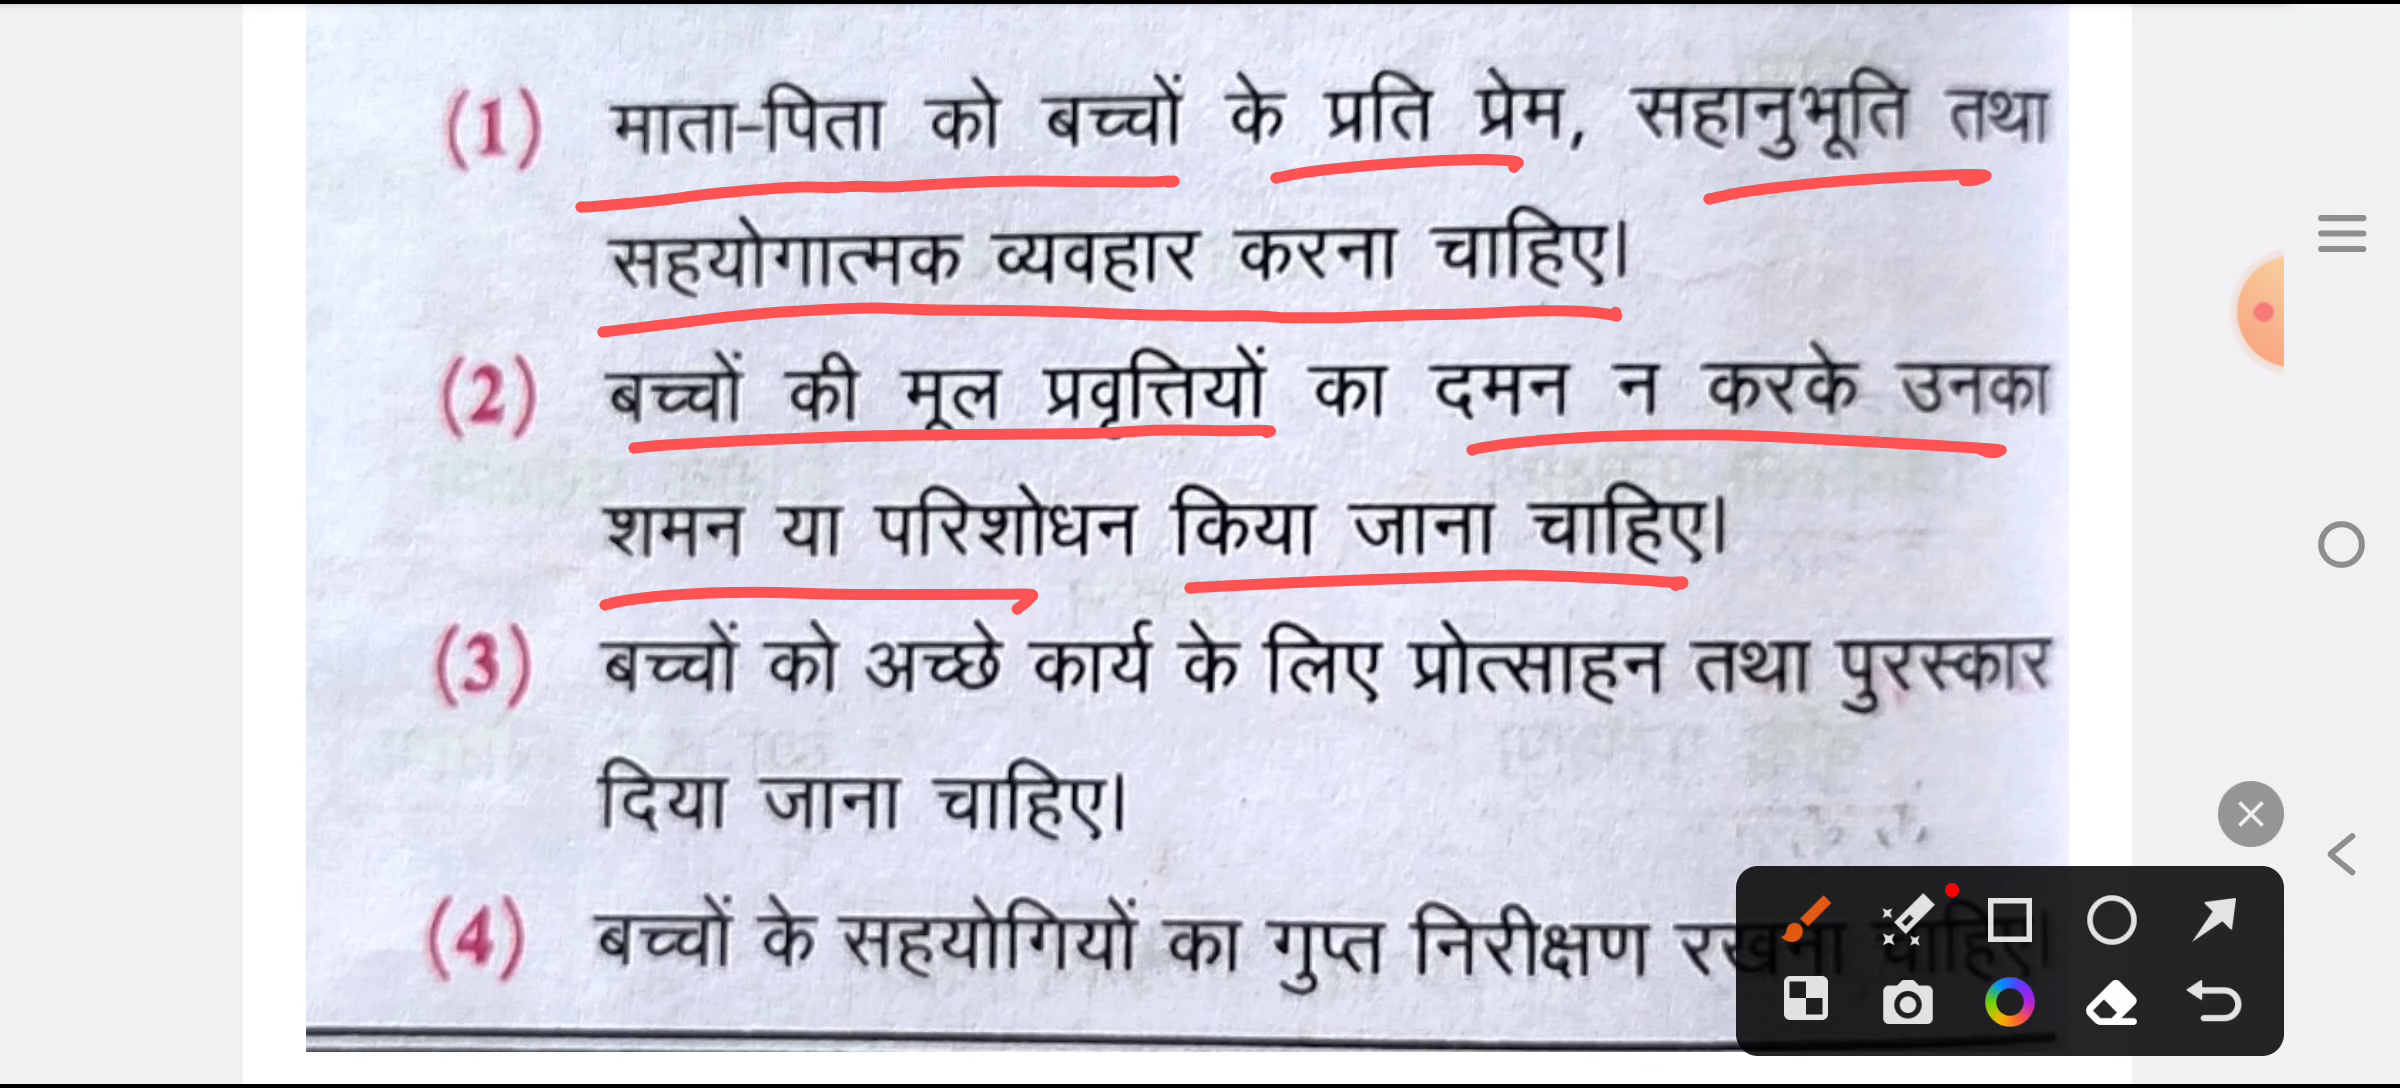 (1) माता-पिता को बच्चों के प्रति प्रेम, सहानुभूति तथा
सहयोगात्मक व्यवहार करना चाहिए।
(2) बच्चों की मूल प्रवृत्तियों का दमन न करके उनका
शमन या परिशोधन किया जाना चाहिए।
(3) बच्चों को अच्छे कार्य के लिए प्रोत्साहन तथा पुरस्कार
दिया जाना चाहिए।
(4) बच्चों के सहयोगियों का गुप्त निरीक्षण रखना चाहिए।